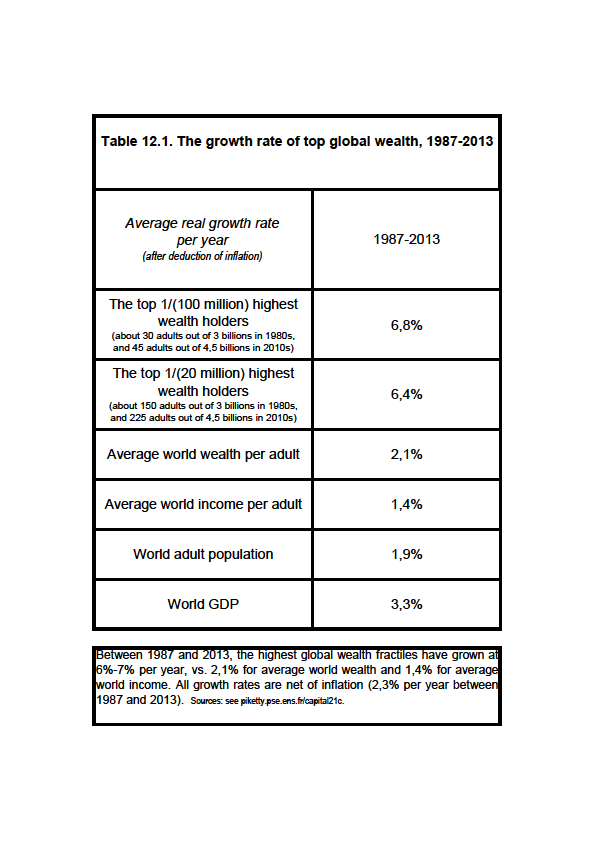 Table 12.1. The growth rate of top global wealth, 1987-2013
Average real growth rate
per year
(after deduction of inflation)
1987-2013
The top 1/(100 million) highest
wealth holders
(about 30 adults out of 3 billions in 1980s,
and 45 adults out of 4,5 billions in 2010s)
6,8%
The top 1/(20 million) highest
wealth holders
(about 150 adults out of 3 billions in 1980s,
and 225 adults out of 4,5 billions in 2010s)
6,4%
Average world wealth per adult
2,1%
Average world income per adult
1,4%
World adult population
1,9%
World GDP
3,3%
Between 1987 and 2013, the highest global wealth fractiles have grown at
6%-7% per year, vs. 2,1% for average world wealth and 1,4% for average
world income. All growth rates are net of inflation (2,3% per year between
1987 and 2013). Sources: see piketty.pse.ens.fr/capital21c.